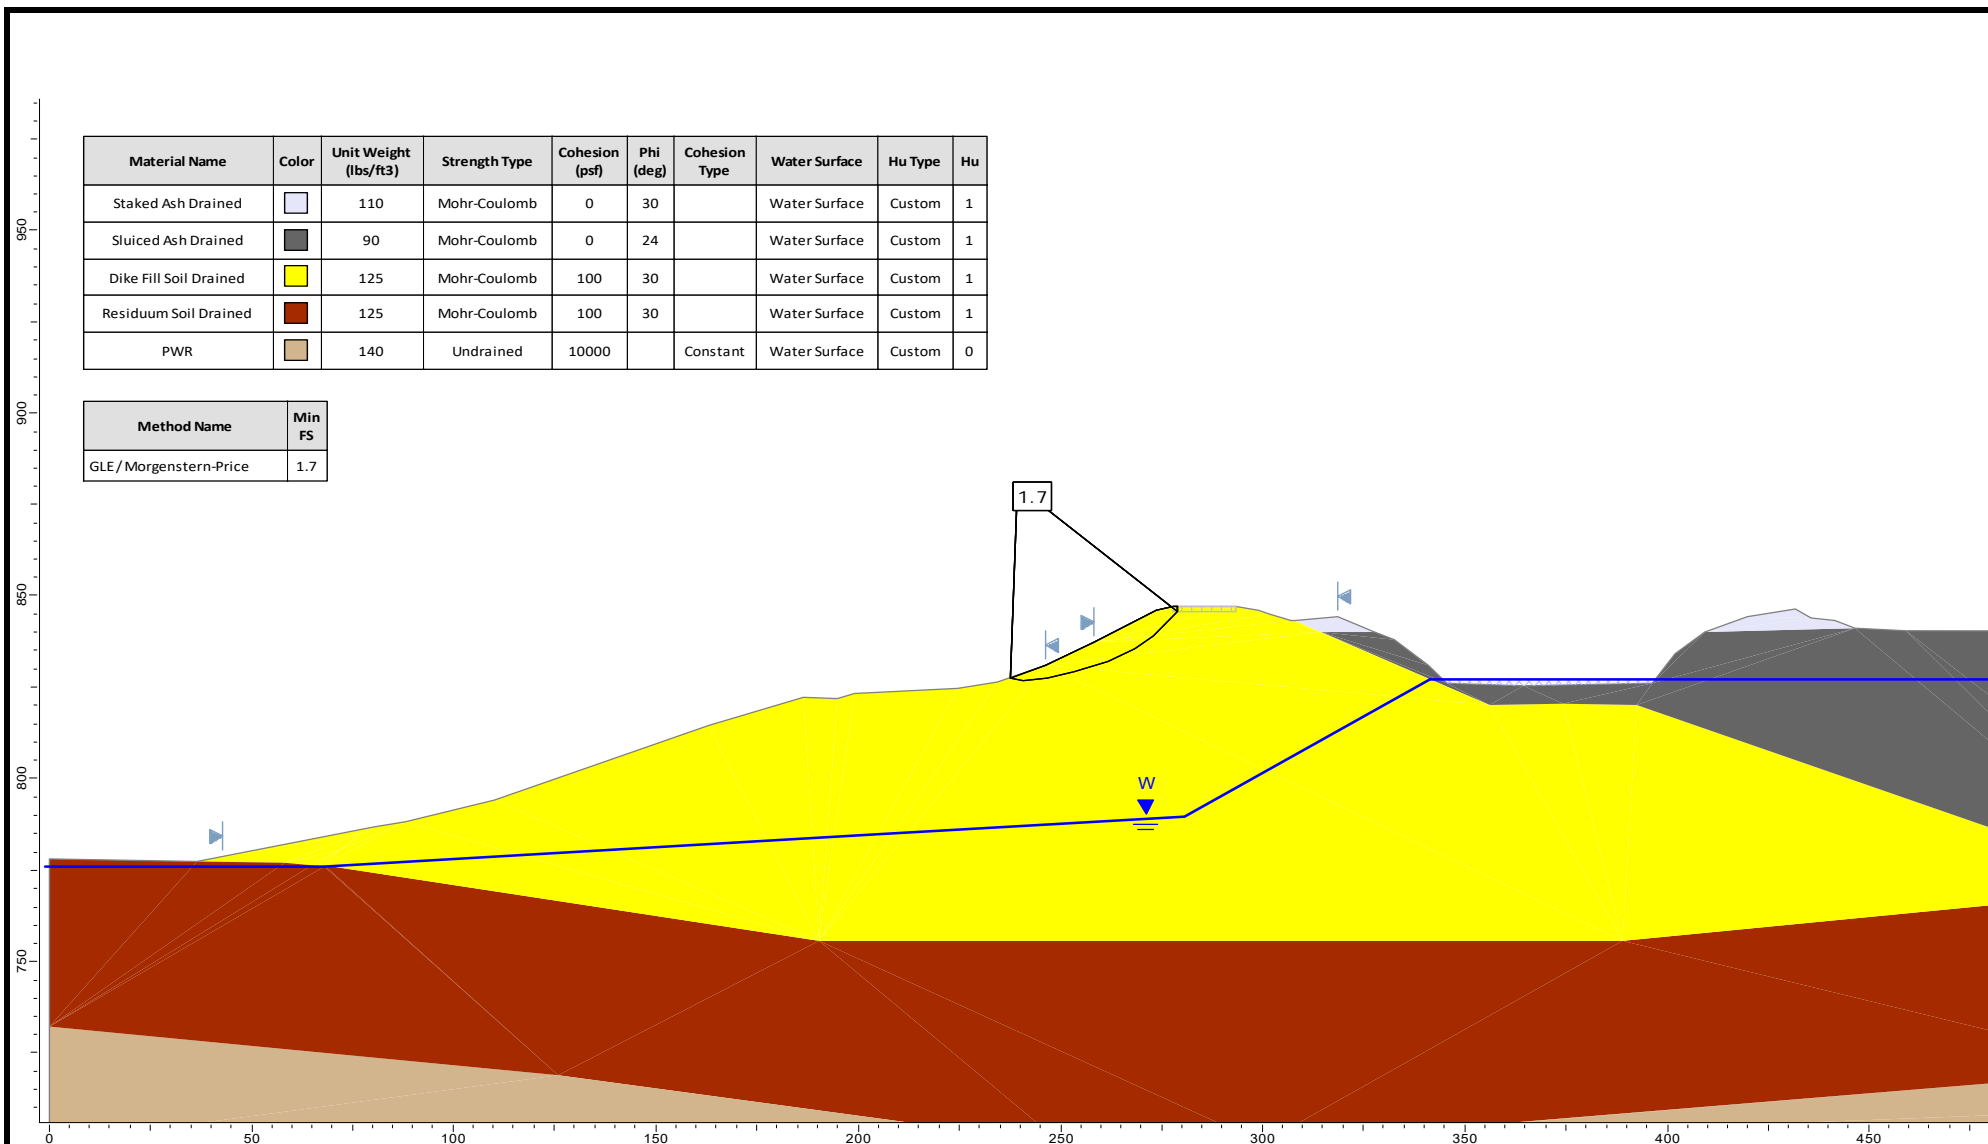 Material Name Color Unit Weight (lbs/ft3) Strength Type Cohesion (psf) Phi (deg) Cohesion Type Water Surface Hu Type Hu
Staked Ash Drained 110 Mohr-Coulomb 0 30 Water Surface Custom 1
Sluiced Ash Drained 90 Mohr-Coulomb 0 24 Water Surface Custom 1
Dike Fill Soil Drained 125 Mohr-Coulomb 100 30 Water Surface Custom 1
Residuum Soil Drained 125 Mohr-Coulomb 100 30 Water Surface Custom 1
PWR 140 Undrained 10000 Constant Water Surface Custom 0
Method Name Min FS
GLE/Morgenstern-Price 1.7
1.7
W
950
900
850
800
750
0 50 100 150 200 250 300 350 400 450